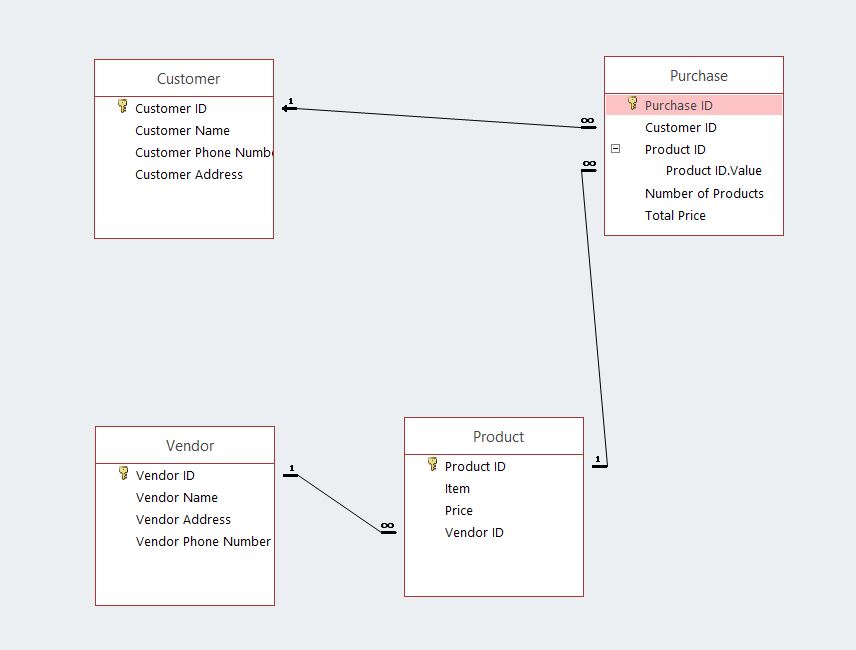 Customer
Customer ID
Customer Name
Customer Phone Numbe
Customer Address
1
∞
Purchase
Purchase ID
Customer ID
Product ID
Product ID.Value
Number of Products
Total Price
∞
Vendor
Vendor ID
Vendor Name
Vendor Address
Vendor Phone Number
1
∞
Product
Product ID
Item
Price
Vendor ID
1